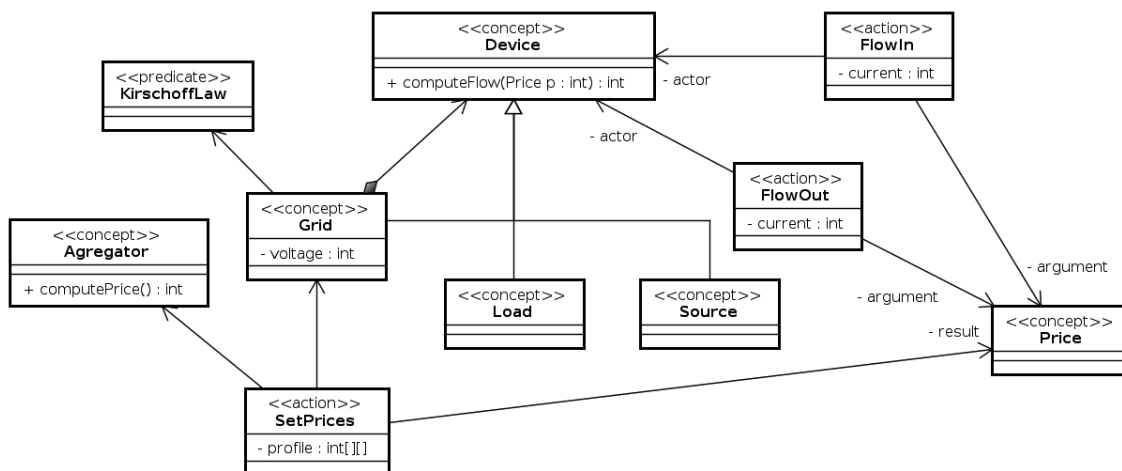 <<concept>>
Device
+ computeFlow(Price p : int) : int
<<action>>
FlowIn
- current : int
- actor
<<predicate>>
KirschoffLaw
- actor
<<action>>
FlowOut
- current : int
<<concept>>
Grid
- voltage : int
<<concept>>
Agregator
+ computePrice() : int
- argument
- argument
<<concept>>
Load
<<concept>>
Source
- result
<<concept>>
Price
<<action>>
SetPrices
- profile : int[][]